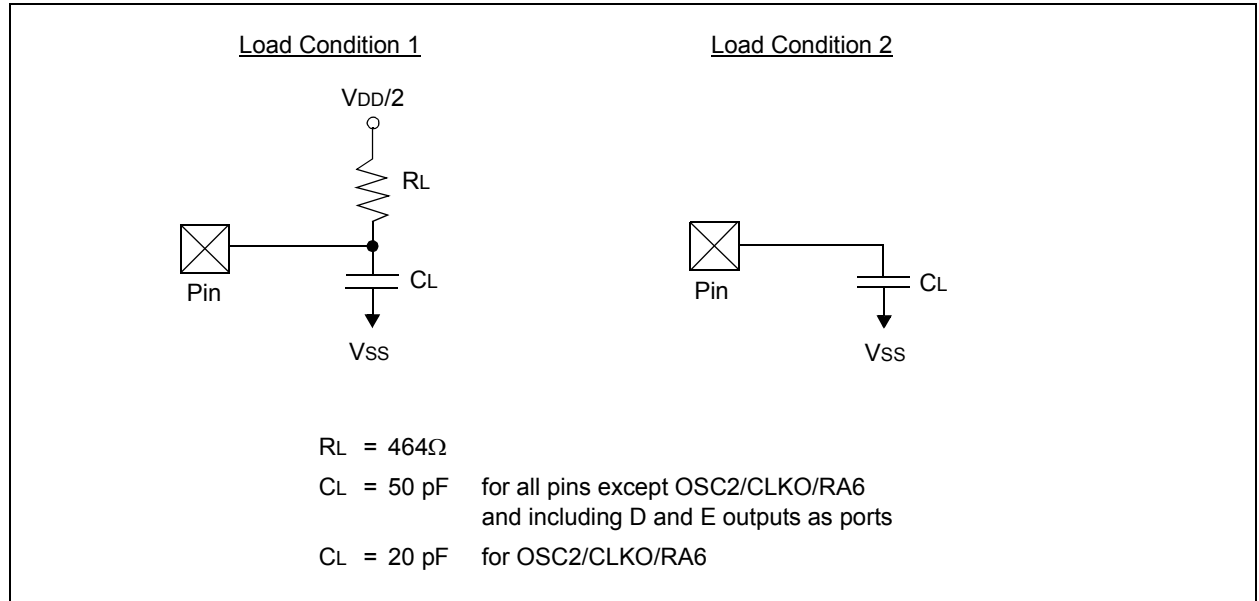 Load Condition 1
Load Condition 2
VDD/2
RL
Pin
CL
VSS
Pin
CL
VSS
RL = 464Ω
CL = 50 pF for all pins except OSC2/CLKO/RA6
and including D and E outputs as ports
CL = 20 pF for OSC2/CLKO/RA6